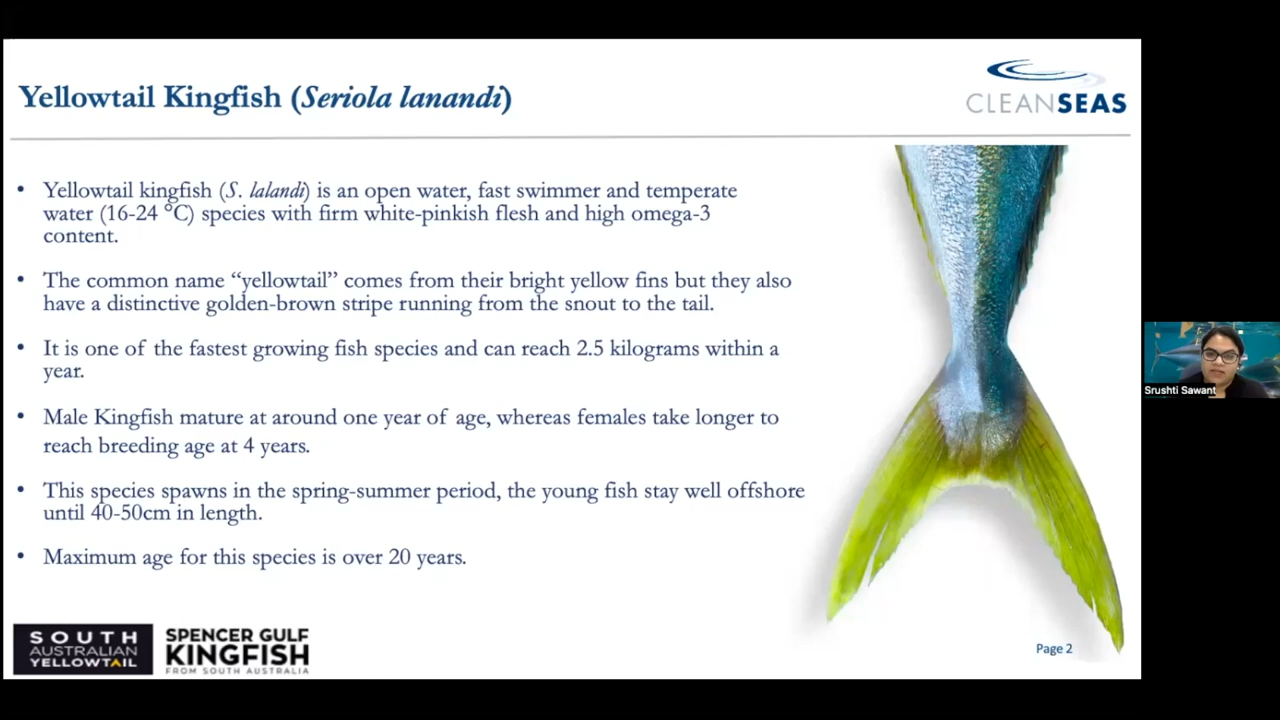 Yellowtail Kingfish (Seriola lanandi)
CLEANSEAS
• Yellowtail kingfish (S. lalandi) is an open water, fast swimmer and temperate
water (16-24 °C) species with firm white-pinkish flesh and high omega-3
content.
• The common name “yellowtail” comes from their bright yellow fins but they also
have a distinctive golden-brown stripe running from the snout to the tail.
• It is one of the fastest growing fish species and can reach 2.5 kilograms within a
year.
• Male Kingfish mature at around one year of age, whereas females take longer to
reach breeding age at 4 years.
• This species spawns in the spring-summer period, the young fish stay well offshore
until 40-50cm in length.
• Maximum age for this species is over 20 years.
Srushti Sawant
SOUTH
AUSTRALIAN
YELLOWTAIL
SPENCER GULF
KINGFISH
FROM SOUTH AUSTRALIA
Page 2